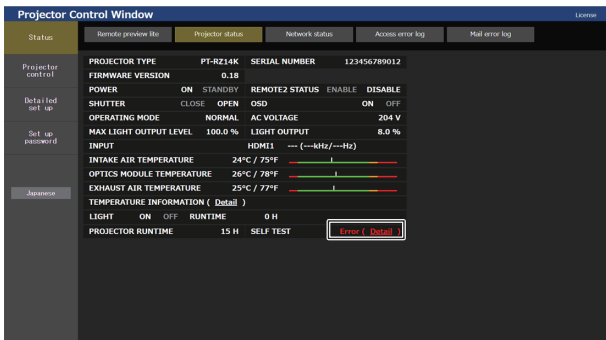 Projector Control Window
License
Status
Remote preview lite
Projector status
Network status
Access error log
Mail error log
Projector
control
Detailed
set up
Set up
password
Japanese
PROJECTOR TYPE PT-RZ14K SERIAL NUMBER 123456789012
FIRMWARE VERSION 0.18
POWER ON STANDBY REMOTE2 STATUS ENABLE DISABLE
SHUTTER CLOSE OPEN OSD ON OFF
OPERATING MODE NORMAL AC VOLTAGE 204 V
MAX LIGHT OUTPUT LEVEL 100.0 % LIGHT OUTPUT 8.0 %
INPUT HDMI1 --- (---kHz/---Hz)
INTAKE AIR TEMPERATURE 24°C / 75°F
OPTICS MODULE TEMPERATURE 26°C / 78°F
EXHAUST AIR TEMPERATURE 25°C / 77°F
TEMPERATURE INFORMATION ( Detail )
LIGHT ON OFF RUNTIME 0 H
PROJECTOR RUNTIME 15 H SELF TEST Error ( Detail )